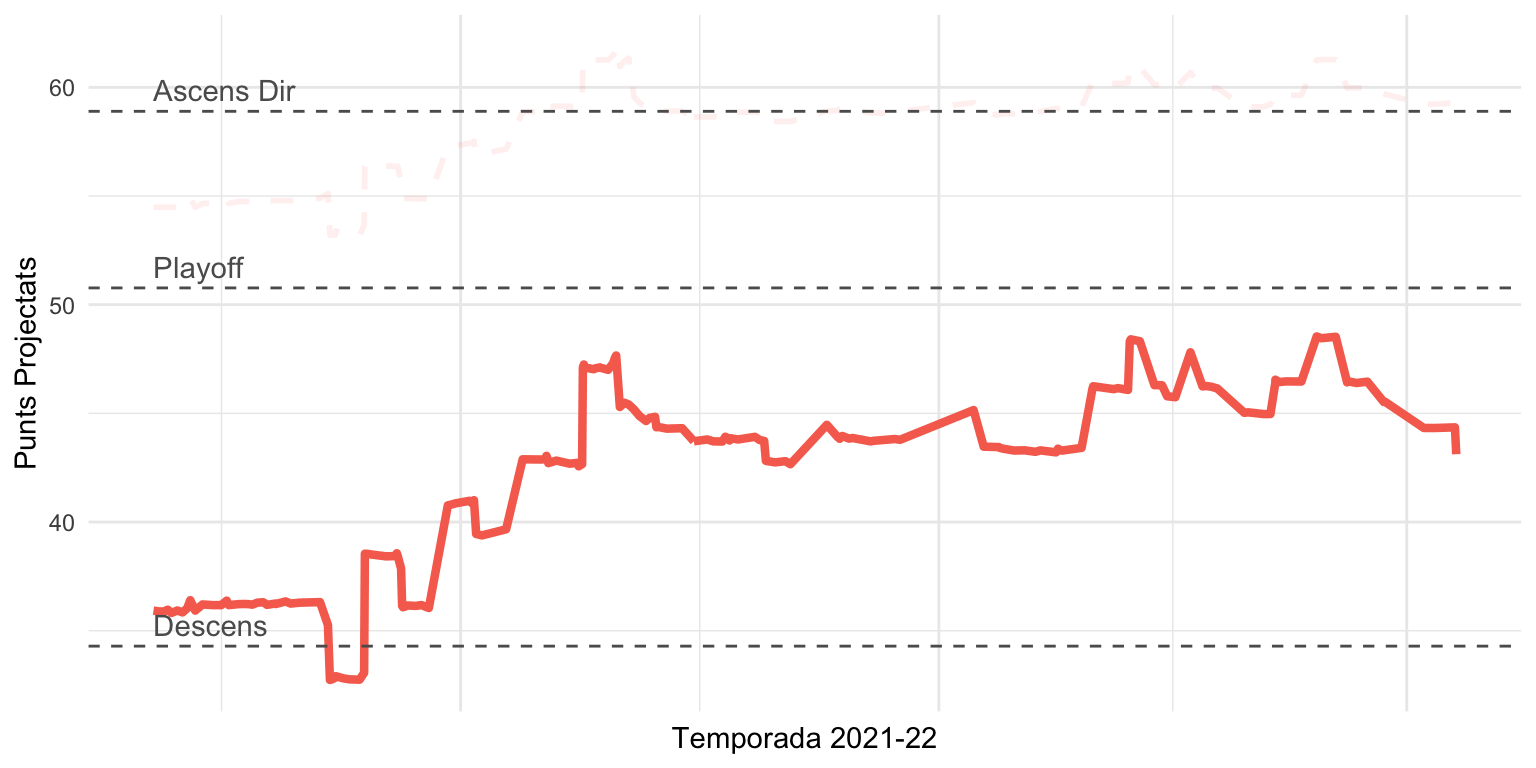 60
Ascens Dir
Playoff
50
Punts Projectats
40
Descens
Temporada 2021-22